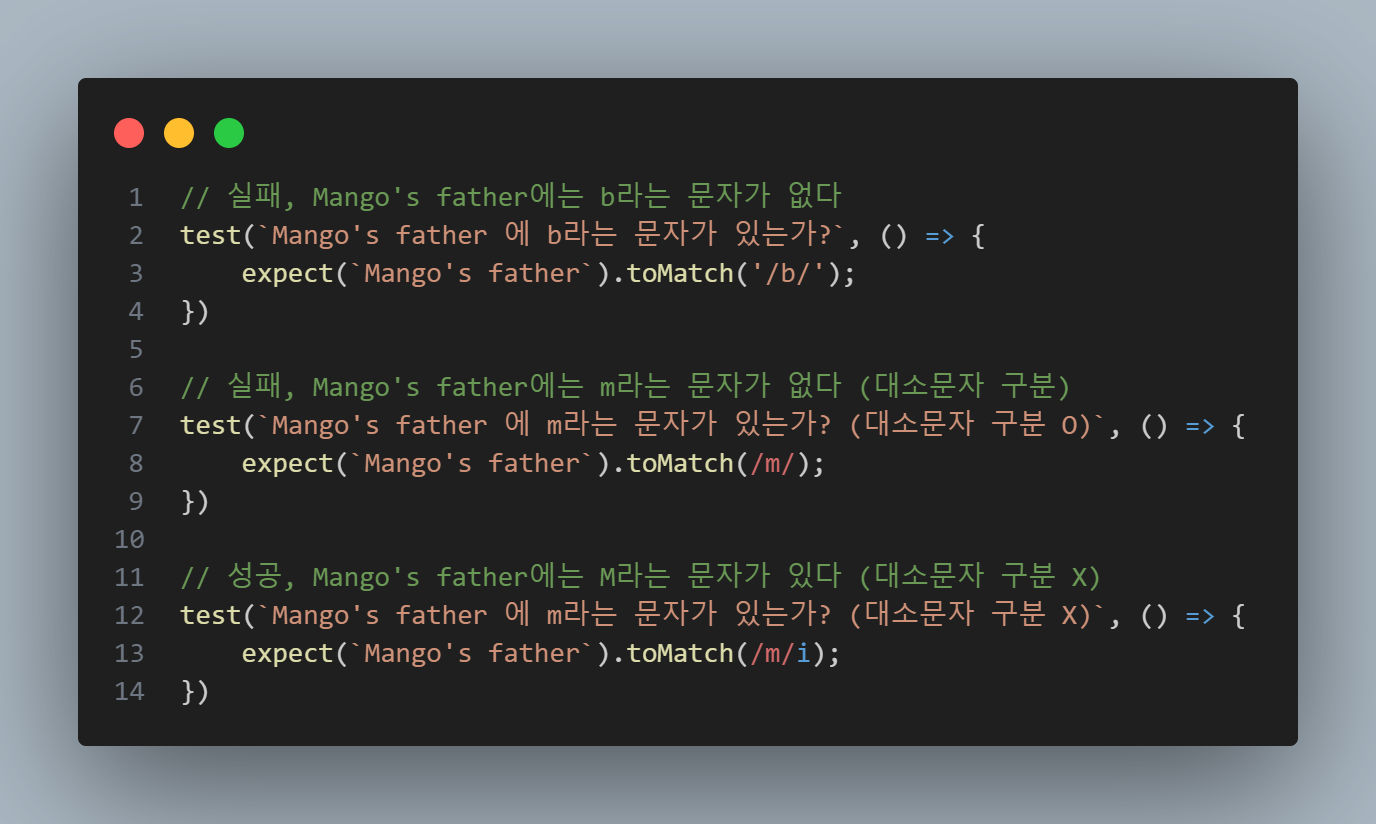 1 // 실패, Mango's father에는 b라는 문자가 없다
2 test(`Mango's father 에 b라는 문자가 있는가?`, () => {
3     expect(`Mango's father`).toMatch('/b/');
4 })
5
6 // 실패, Mango's father에는 m라는 문자가 없다 (대소문자 구분)
7 test(`Mango's father 에 m라는 문자가 있는가? (대소문자 구분 O)`, () => {
8     expect(`Mango's father`).toMatch(/m/);
9 })
10
11 // 성공, Mango's father에는 M라는 문자가 있다 (대소문자 구분 X)
12 test(`Mango's father 에 m라는 문자가 있는가? (대소문자 구분 X)`, () => {
13     expect(`Mango's father`).toMatch(/m/i);
14 })